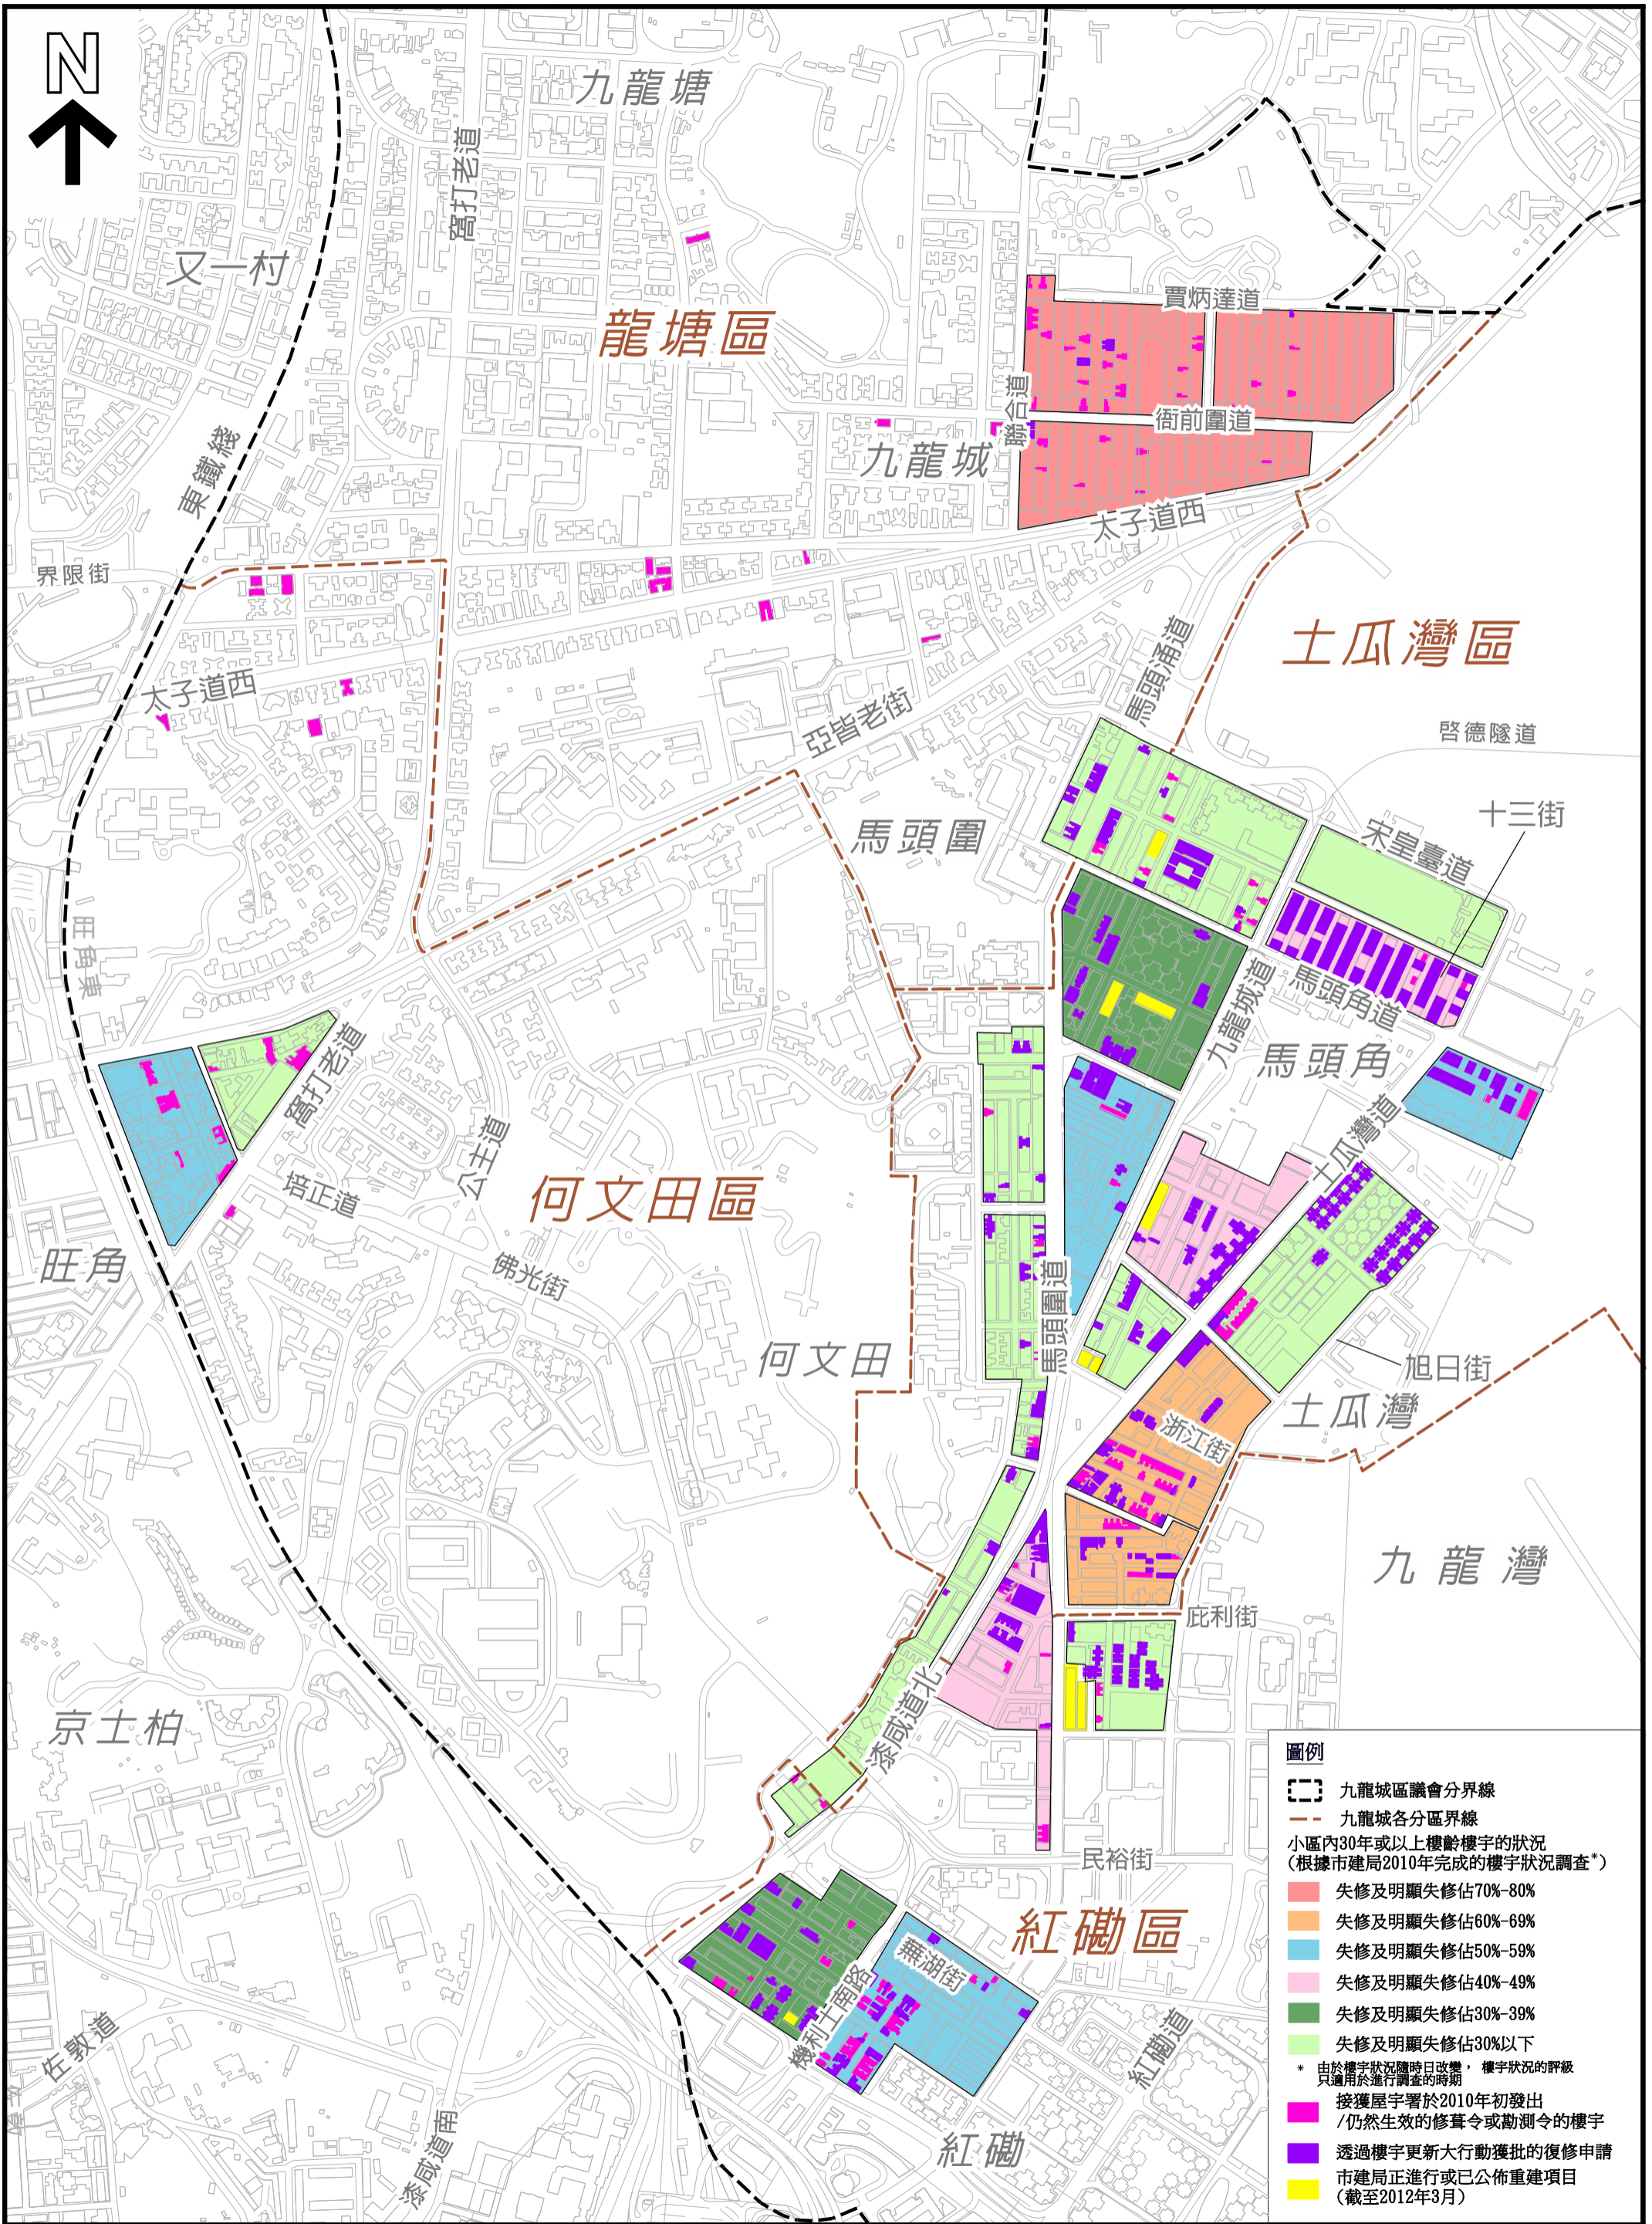 N
九龍塘
窩打老道
又一村
龍塘區
賈炳達道
聯合道
衙前圍道
九龍城
東鐵綫
太子道西
界限街
土瓜灣區
馬頭涌道
太子道西
亞皆老街
啓德隧道
馬頭圍
十三街
宋皇臺道
旺角東
九龍城道
馬頭角道
馬頭角
窩打老道
土瓜灣道
公主道
培正道
何文田區
旺角
佛光街
馬頭圍道
何文田
旭日街
土瓜灣
浙江街
九龍灣
庇利街
京士柏
漆咸道北
民裕街
紅磡區
蕪湖街
機利士南路
佐敦道
紅磡道
漆咸道南
紅磡
圖例
九龍城區議會分界線
九龍城各分區界線
小區內30年或以上樓齡樓宇的狀況
(根據市建局2010年完成的樓宇狀況調查*)
失修及明顯失修佔70%-80%
失修及明顯失修佔60%-69%
失修及明顯失修佔50%-59%
失修及明顯失修佔40%-49%
失修及明顯失修佔30%-39%
失修及明顯失修佔30%以下
* 由於樓宇狀況隨時日改變， 樓宇狀況的評級
只適用於進行調查的時期
接獲屋宇署於2010年初發出
/仍然生效的修葺令或勘測令的樓宇
透過樓宇更新大行動獲批的復修申請
市建局正進行或已公佈重建項目
(截至2012年3月)